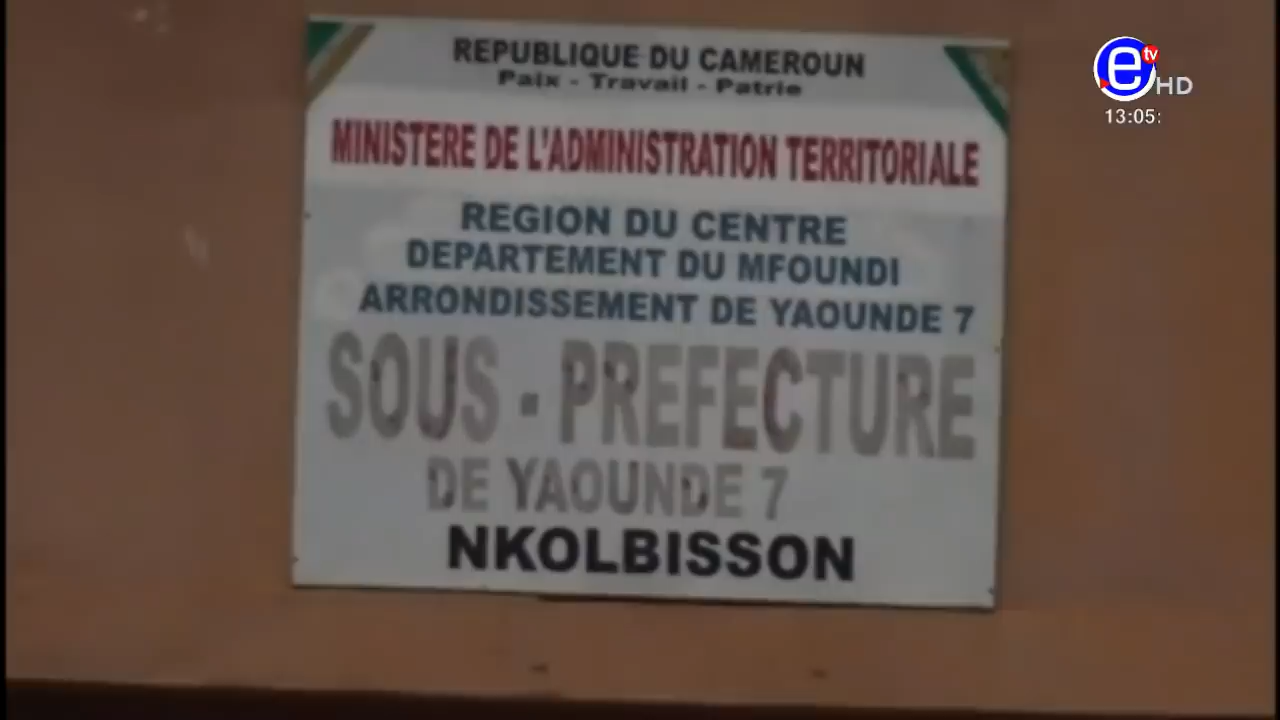 REPUBLIQUE DU CAMEROUN
Paix - Travail - Patrie
MINISTERE DE L'ADMINISTRATION TERRITORIALE
REGION DU CENTRE
DEPARTEMENT DU MFOUNDI
ARRONDISSEMENT DE YAOUNDE 7
SOUS - PREFECTURE
DE YAOUNDE 7
NKOLBISSON
e tv HD
13:05: